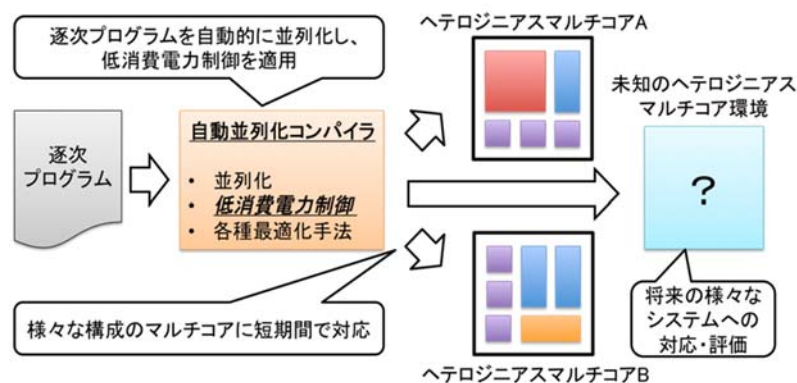 逐次プログラムを自動的に並列化し、
低消費電力制御を適用
ヘテロジニアスマルチコアA
未知のヘテロジニアス
マルチコア環境
逐次
プログラム
自動並列化コンパイラ
• 並列化
• 低消費電力制御
• 各種最適化手法
?
様々な構成のマルチコアに短期間で対応
将来の様々な
システムへの
対応・評価
ヘテロジニアスマルチコアB